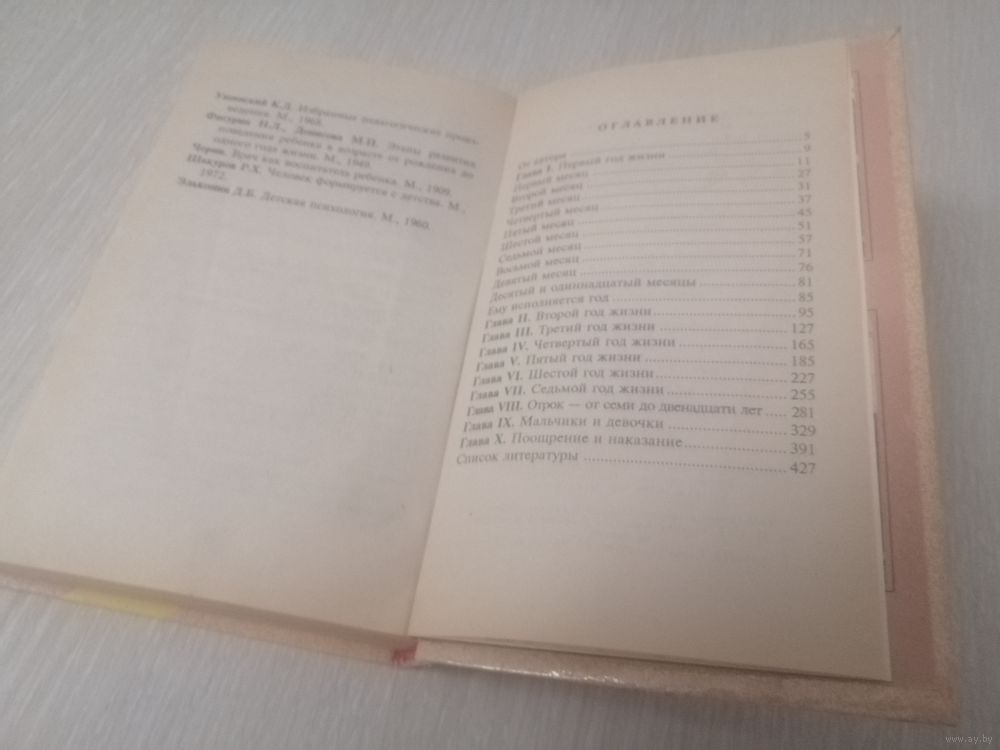 Ушинский К.Д. Избранные педагогические произ-
ведения. М., 1968.
Фигурин Н.Л., Денисова М.П. Этапы развития
поведения ребенка в возрасте от рождения до
одного года жизни. М., 1949.
Черни. Врач как воспитатель ребенка. М., 1909.
Шакуров Р.Х. Человек формируется с детства. М.,
1972.
Эльконин Д.Б. Детская психология. М., 1960.
ОГЛАВЛЕНИЕ
От автора 5
Глава I. Первый год жизни 9
Первый месяц 11
Второй месяц 27
Третий месяц 31
Четвертый месяц 37
Пятый месяц 45
Шестой месяц 51
Седьмой месяц 57
Восьмой месяц 71
Девятый месяц 76
Десятый и одиннадцатый месяцы 81
Ему исполняется год 85
Глава II. Второй год жизни 95
Глава III. Третий год жизни 127
Глава IV. Четвертый год жизни 165
Глава V. Пятый год жизни 185
Глава VI. Шестой год жизни 227
Глава VII. Седьмой год жизни 255
Глава VIII. Отрок — от семи до двенадцати лет 281
Глава IX. Мальчики и девочки 329
Глава X. Поощрение и наказание 391
Список литературы 427
www.ay.by